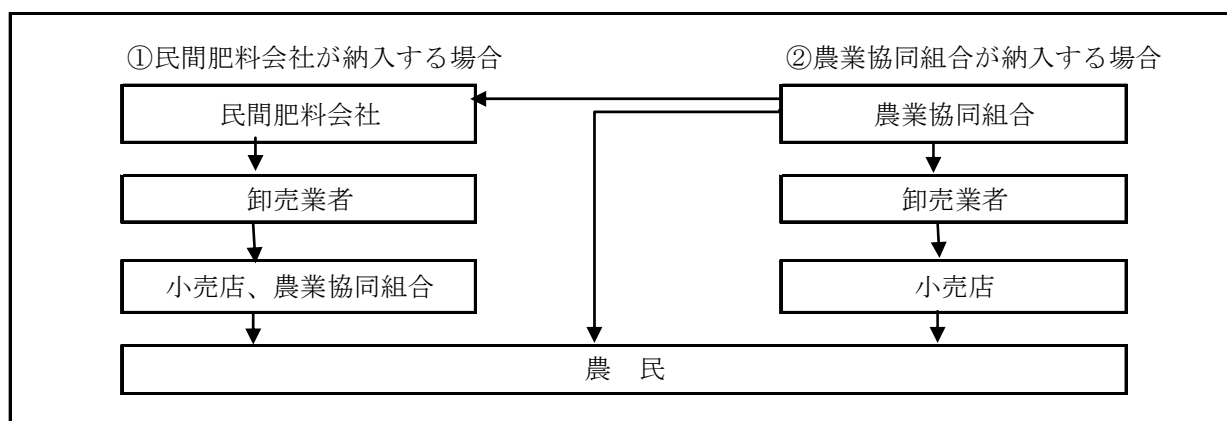 ①民間肥料会社が納入する場合
②農業協同組合が納入する場合
民間肥料会社
農業協同組合
卸売業者
卸売業者
小売店、農業協同組合
小売店
農　民